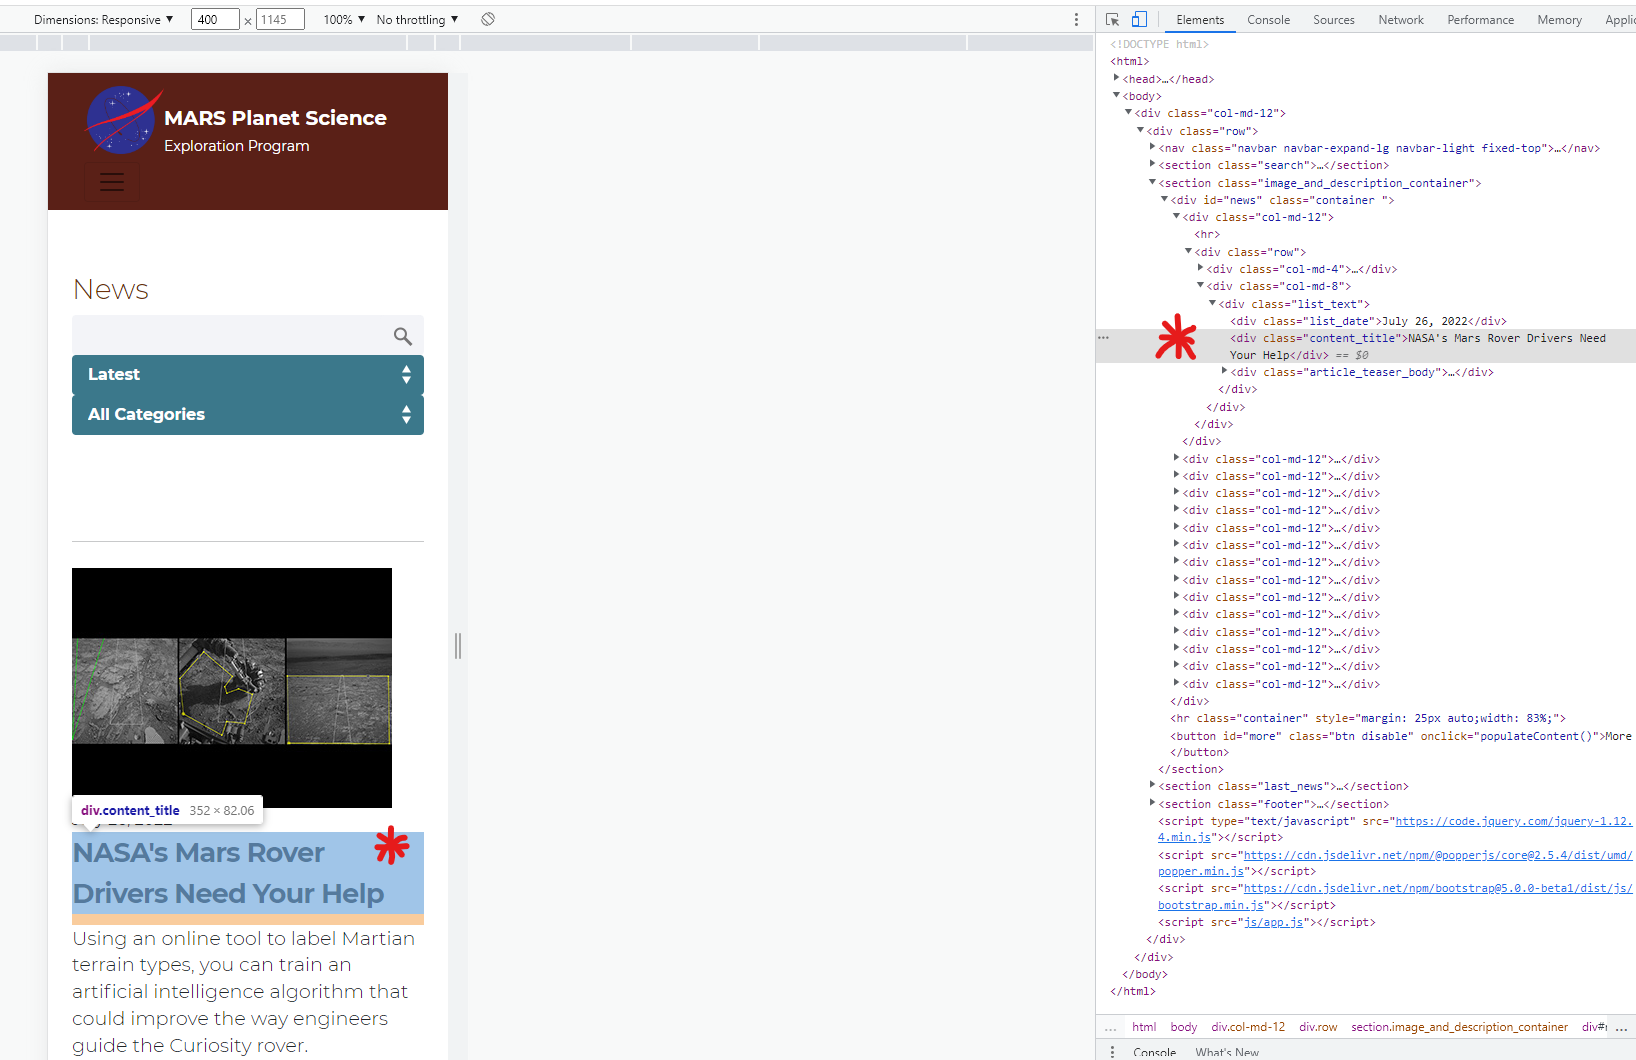 Dimensions: Responsive ▼ 400 × 1145 100% ▼ No throttling ▼
Elements Console Sources Network Performance Memory Applic
<!DOCTYPE html>
<html>
<head>…</head>
<body>
<div class="col-md-12">
<div class="row">
<nav class="navbar navbar-expand-lg navbar-light fixed-top">…</nav>
<section class="search">…</section>
<section class="image_and_description_container">
<div id="news" class="container ">
<div class="col-md-12">
<hr>
<div class="row">
<div class="col-md-4">…</div>
<div class="col-md-8">
<div class="list_text">
<div class="list_date">July 26, 2022</div>
<div class="content_title">NASA's Mars Rover Drivers Need
Your Help</div> == $0
<div class="article_teaser_body">…</div>
</div>
</div>
</div>
</div>
<div class="col-md-12">…</div>
<div class="col-md-12">…</div>
<div class="col-md-12">…</div>
<div class="col-md-12">…</div>
<div class="col-md-12">…</div>
<div class="col-md-12">…</div>
<div class="col-md-12">…</div>
<div class="col-md-12">…</div>
<div class="col-md-12">…</div>
<div class="col-md-12">…</div>
<div class="col-md-12">…</div>
<div class="col-md-12">…</div>
<div class="col-md-12">…</div>
<div class="col-md-12">…</div>
</div>
<hr class="container" style="margin: 25px auto;width: 83%;">
<button id="more" class="btn disable" onclick="populateContent()">More
</button>
</section>
<section class="last_news">…</section>
<section class="footer">…</section>
<script type="text/javascript" src="https://code.jquery.com/jquery-1.12.
4.min.js"></script>
<script src="https://cdn.jsdelivr.net/npm/@popperjs/core@2.5.4/dist/umd/
popper.min.js"></script>
<script src="https://cdn.jsdelivr.net/npm/bootstrap@5.0.0-beta1/dist/js/
bootstrap.min.js"></script>
<script src="js/app.js"></script>
</div>
</div>
</body>
</html>
... html body div.col-md-12 div.row section.image_and_description_container div# ...
Console What's New
MARS Planet Science
Exploration Program
News
Latest
All Categories
div.content_title 352 × 82.06
NASA's Mars Rover
Drivers Need Your Help
Using an online tool to label Martian
terrain types, you can train an
artificial intelligence algorithm that
could improve the way engineers
guide the Curiosity rover.